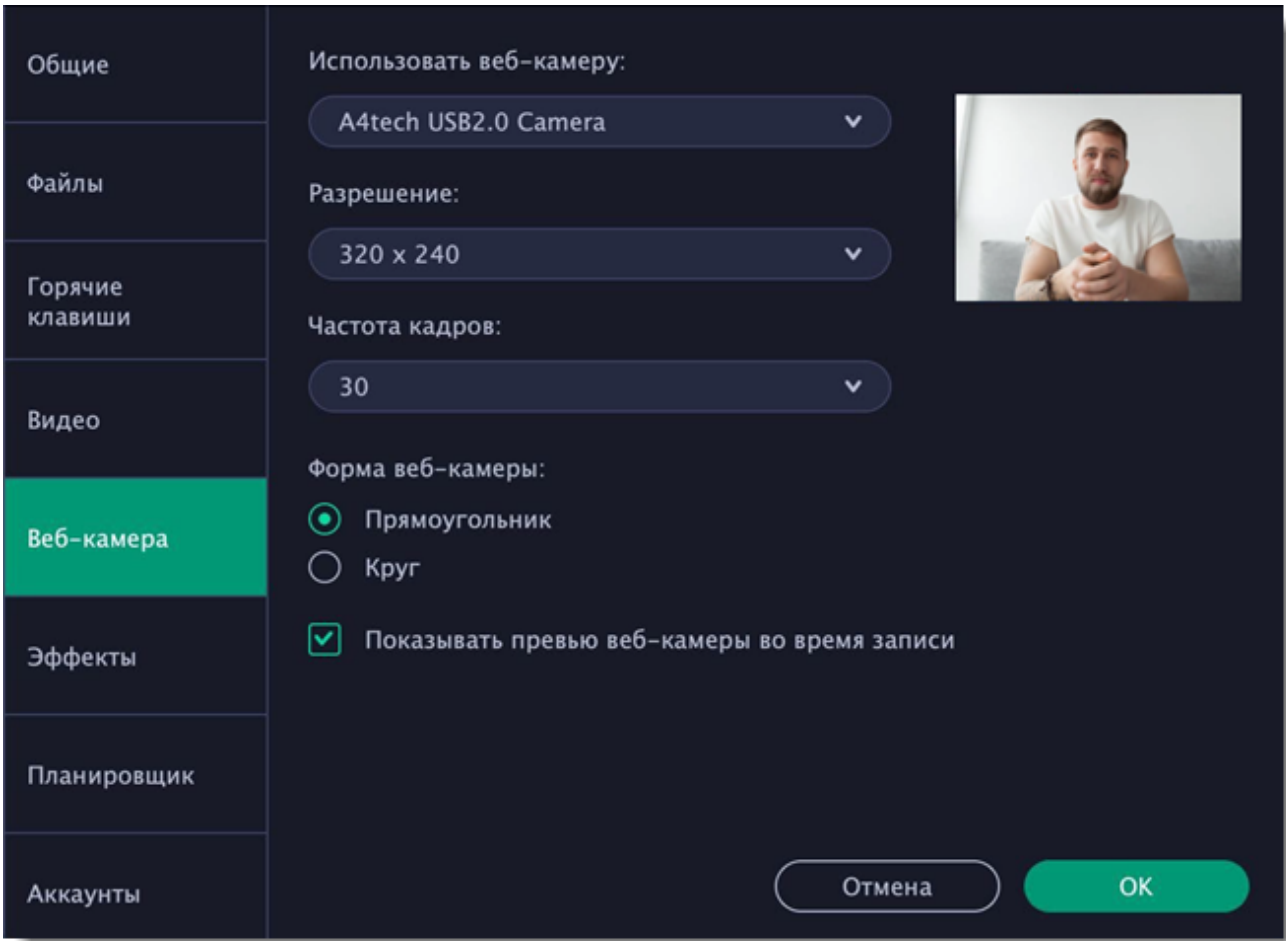 Общие
Файлы
Горячие
клавиши
Видео
Веб-камера
Эффекты
Планировщик
Аккаунты
Использовать веб-камеру:
A4tech USB2.0 Camera
Разрешение:
320 x 240
Частота кадров:
30
Форма веб-камеры:
Прямоугольник
Круг
Показывать превью веб-камеры во время записи
Отмена
OK